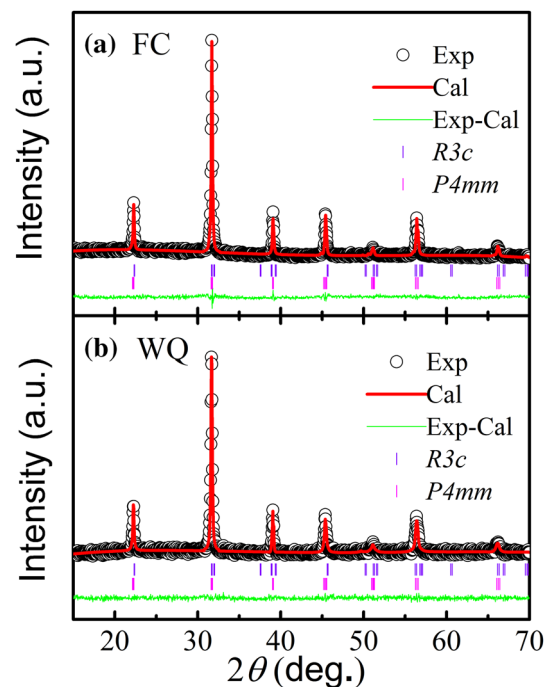 (a) FC
Exp
Cal
Exp-Cal
R3c
P4mm
Intensity (a.u.)
(b) WQ
Exp
Cal
Exp-Cal
R3c
P4mm
Intensity (a.u.)
20 30 40 50 60 70
2θ (deg.)